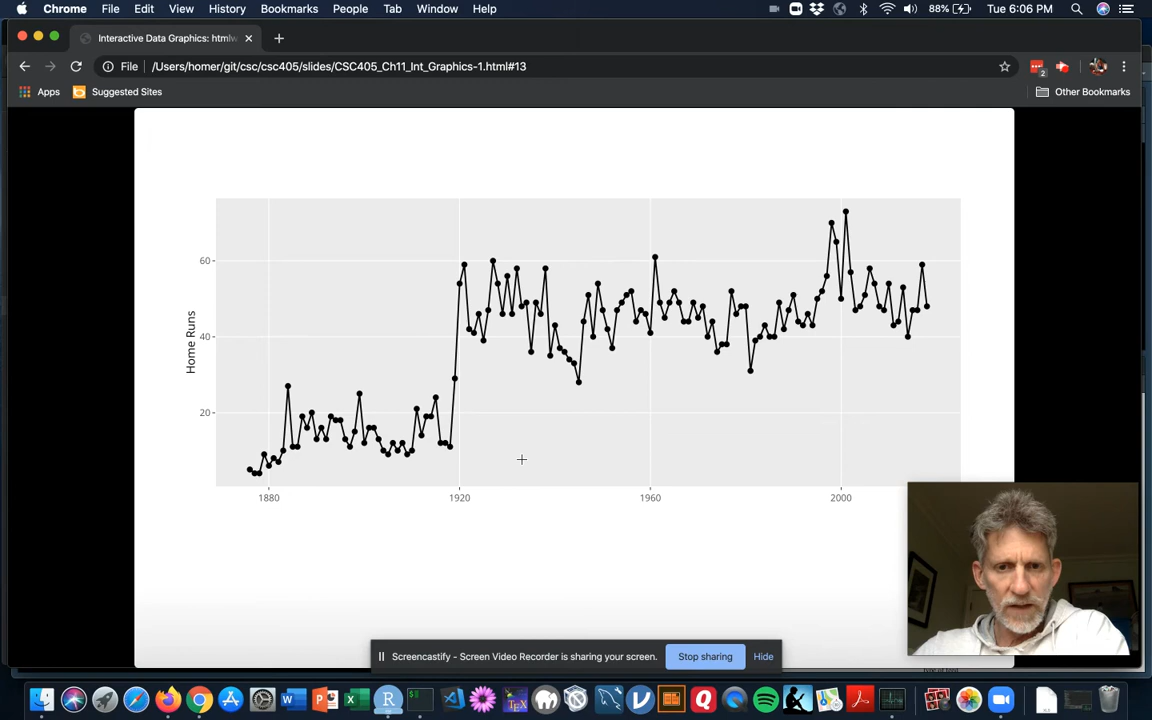 Chrome File Edit View History Bookmarks People Tab Window Help 88% Tue 6:06 PM
Interactive Data Graphics: htmlw
File /Users/homer/git/csc/csc405/slides/CSC405_Ch11_Int_Graphics-1.html#13 2
Apps Suggested Sites Other Bookmarks
60
40
20
Home Runs
1880 1920 1960 2000
Screencastify - Screen Video Recorder is sharing your screen. Stop sharing Hide